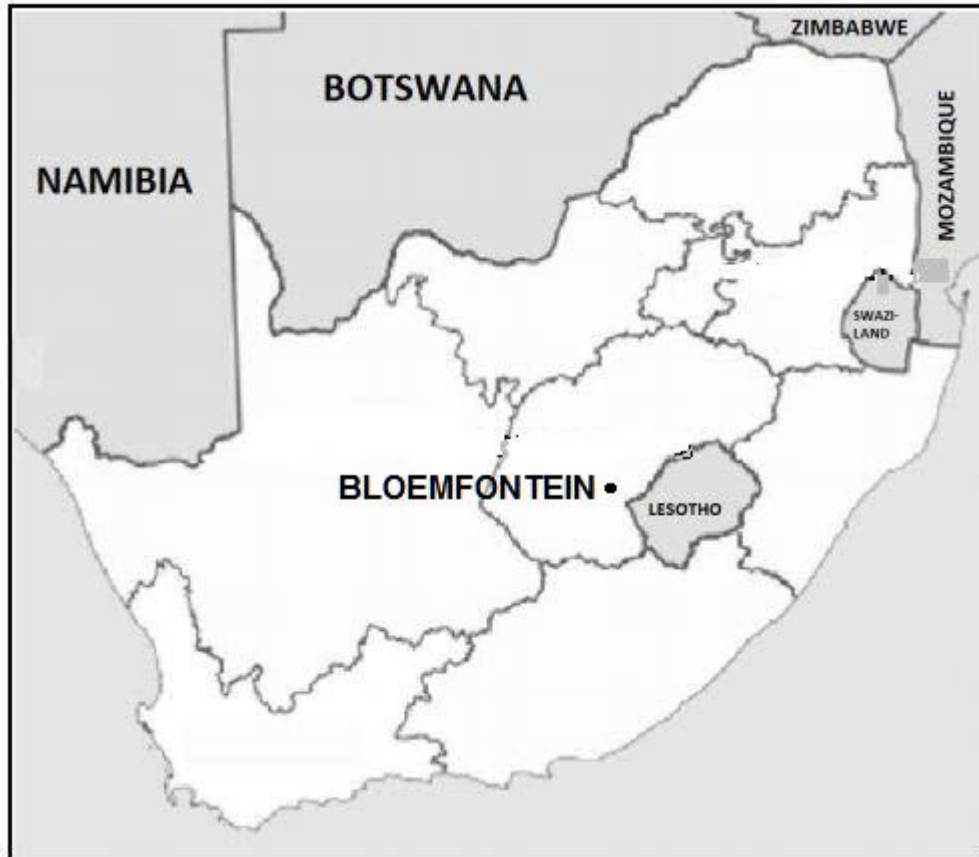 ZIMBABWE
BOTSWANA
NAMIBIA
MOZAMBIQUE
SWAZI-
LAND
BLOEMFONTEIN
LESOTHO